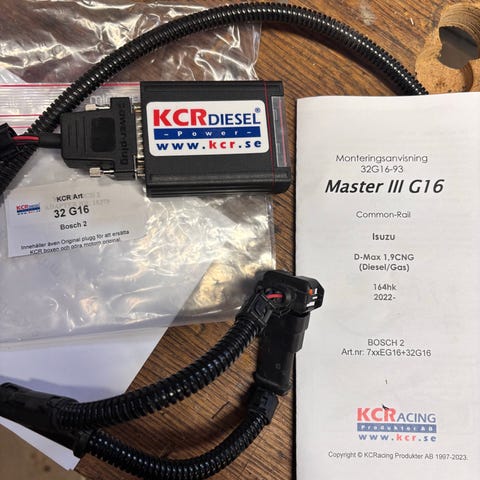 KCRDIESEL®
– Power –
www.kcr.se
power-plug
KCR Art
32 G16
Bosch 2
Innehåller även Original plugg för att ersätta
KCR boxen och göra motorn original.
Monteringsanvisning
32G16-93
Master III G16
Common-Rail
Isuzu
D-Max 1,9CNG
(Diesel/Gas)
164hk
2022-
BOSCH 2
Art.nr: 7xxEG16+32G16
KCRACING
Produkter AB
www.kcr.se
Copyright © KCRacing Produkter AB 1997-2023.